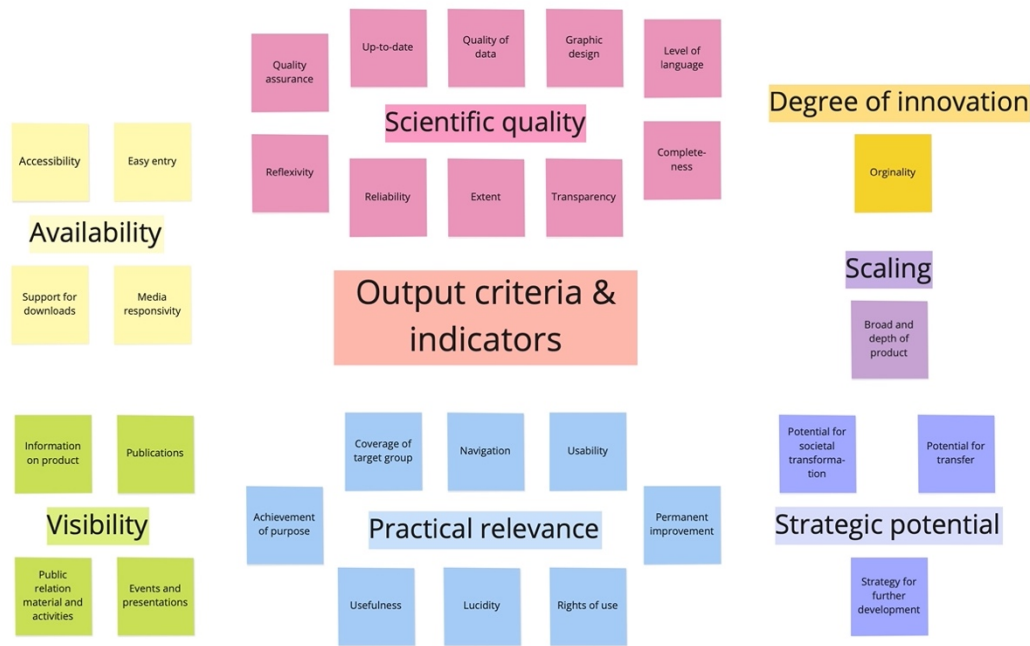 Up-to-date
Quality of
data
Graphic
design
Level of
language
Quality
assurance
Scientific quality
Reflexivity
Reliability
Extent
Transparency
Complete-
ness
Degree of innovation
Orginality
Accessibility
Easy entry
Availability
Support for
downloads
Media
responsivity
Output criteria &
indicators
Scaling
Broad and
depth of
product
Information
on product
Publications
Visibility
Public
relation
material and
activities
Events and
presentations
Coverage of
target group
Navigation
Usability
Achievement
of purpose
Practical relevance
Permanent
improvement
Usefulness
Lucidity
Rights of use
Potential for
societal
transforma-
tion
Potential for
transfer
Strategic potential
Strategy for
further
development